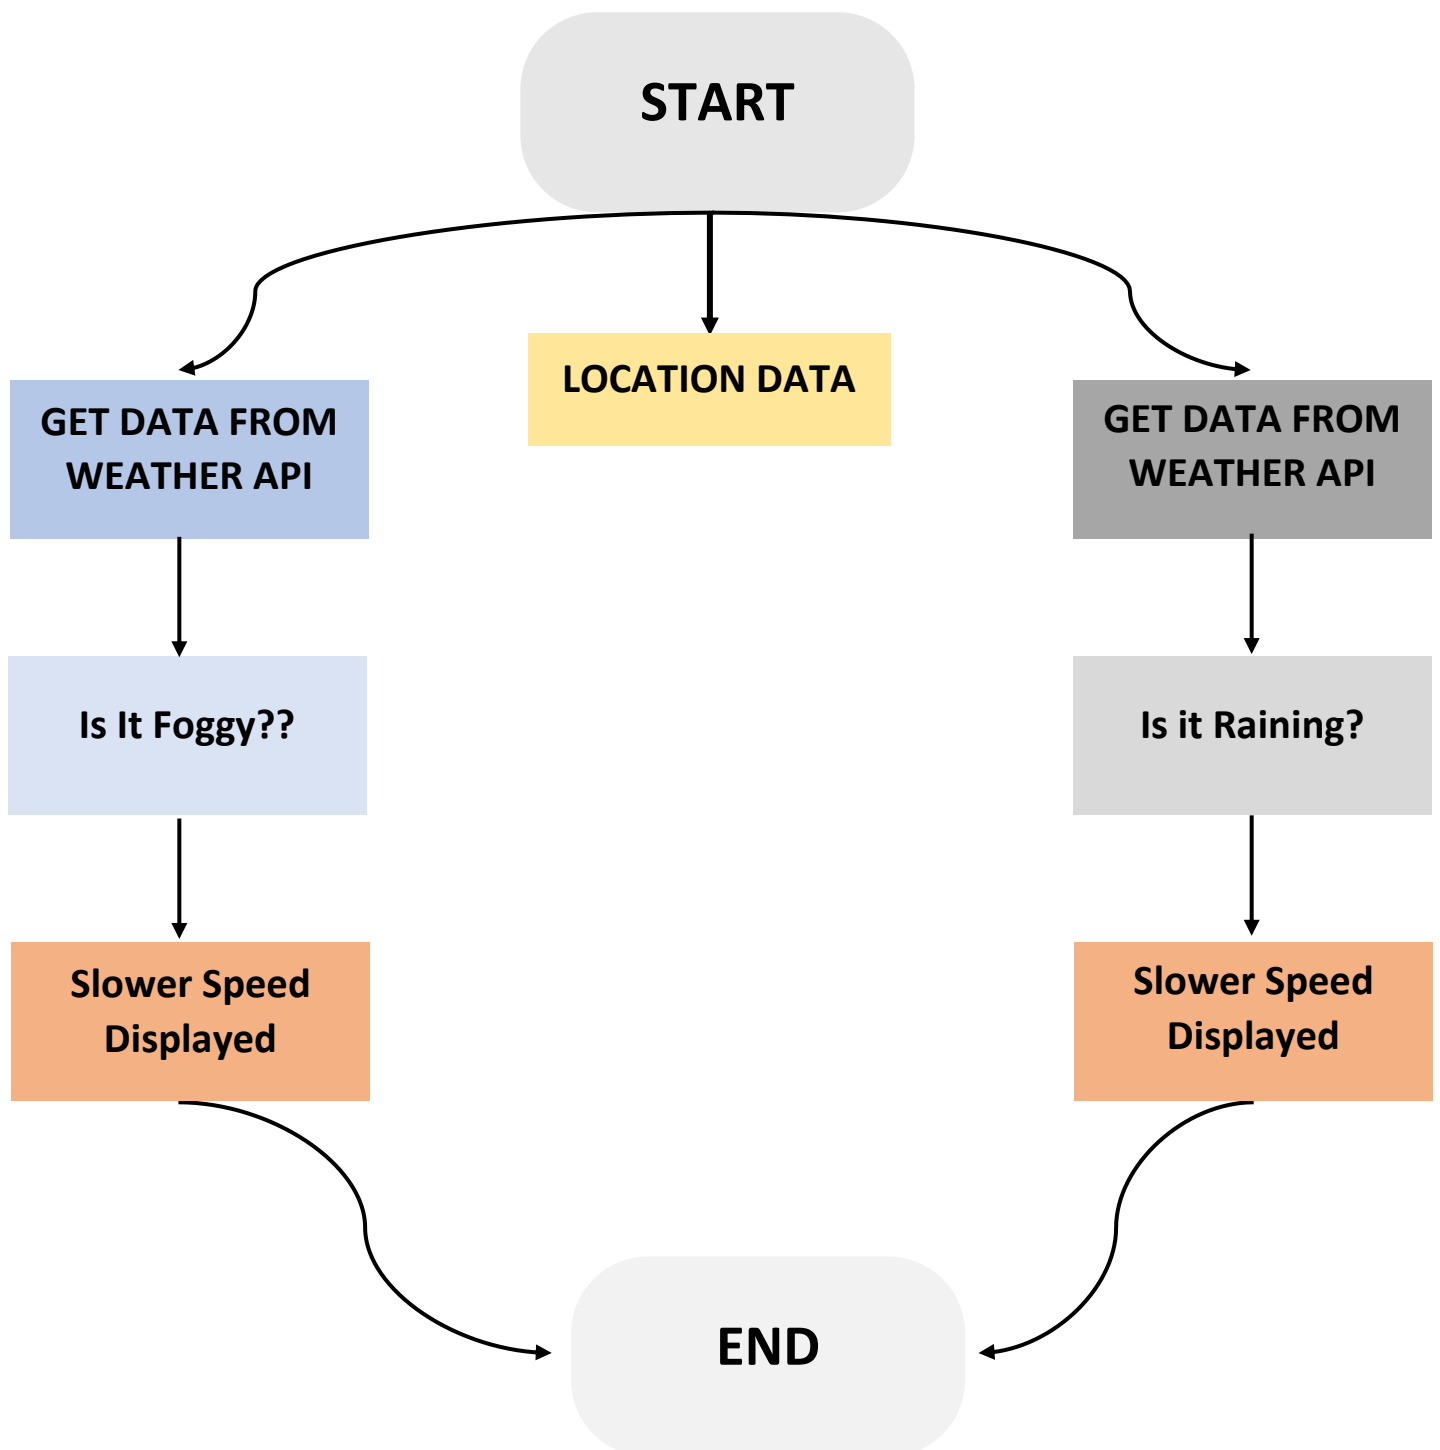 START
LOCATION DATA
GET DATA FROM
WEATHER API
GET DATA FROM
WEATHER API
Is It Foggy??
Is it Raining?
Slower Speed
Displayed
Slower Speed
Displayed
END